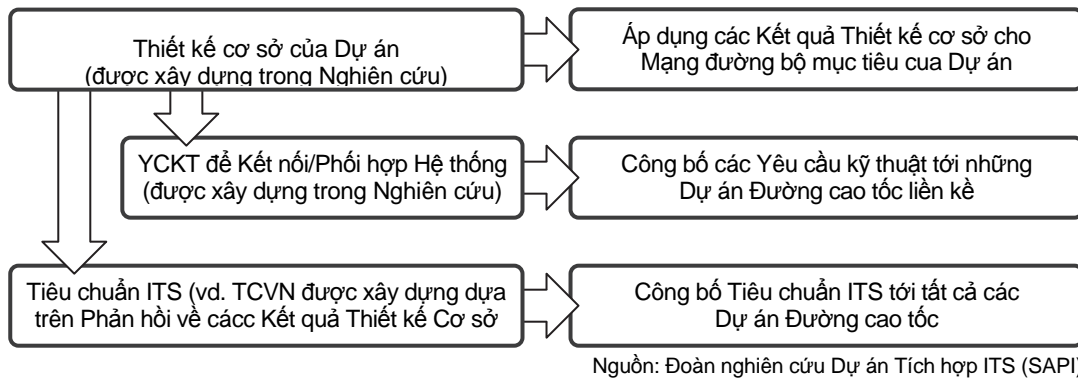 Thiết kế cơ sở của Dự án
(được xây dựng trong Nghiên cứu)
Áp dụng các Kết quả Thiết kế cơ sở cho
Mạng đường bộ mục tiêu cua Dự án
YCKT để Kết nối/Phối hợp Hệ thống
(được xây dựng trong Nghiên cứu)
Công bố các Yêu cầu kỹ thuật tới những
Dự án Đường cao tốc liền kề
Tiêu chuẩn ITS (vd. TCVN được xây dựng dựa
trên Phản hồi về cácc Kết quả Thiết kế Cơ sở
Công bố Tiêu chuẩn ITS tới tất cả các
Dự án Đường cao tốc
Nguồn: Đoàn nghiên cứu Dự án Tích hợp ITS (SAPI)